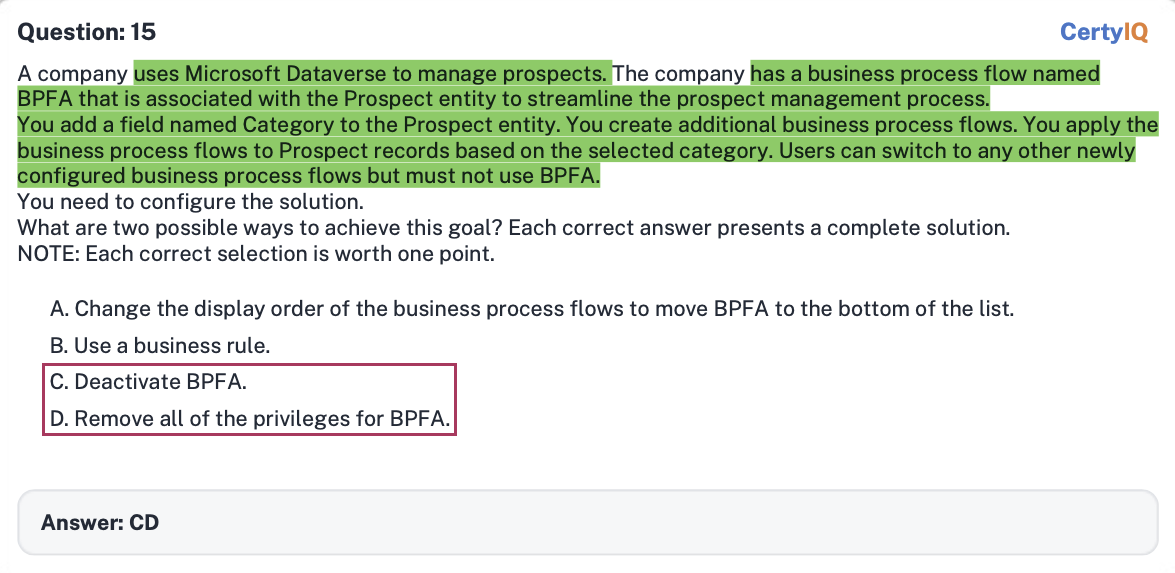 Question: 15
CertyIQ
A company uses Microsoft Dataverse to manage prospects. The company has a business process flow named
BPFA that is associated with the Prospect entity to streamline the prospect management process.
You add a field named Category to the Prospect entity. You create additional business process flows. You apply the
business process flows to Prospect records based on the selected category. Users can switch to any other newly
configured business process flows but must not use BPFA.
You need to configure the solution.
What are two possible ways to achieve this goal? Each correct answer presents a complete solution.
NOTE: Each correct selection is worth one point.
A. Change the display order of the business process flows to move BPFA to the bottom of the list.
B. Use a business rule.
C. Deactivate BPFA.
D. Remove all of the privileges for BPFA.
Answer: CD